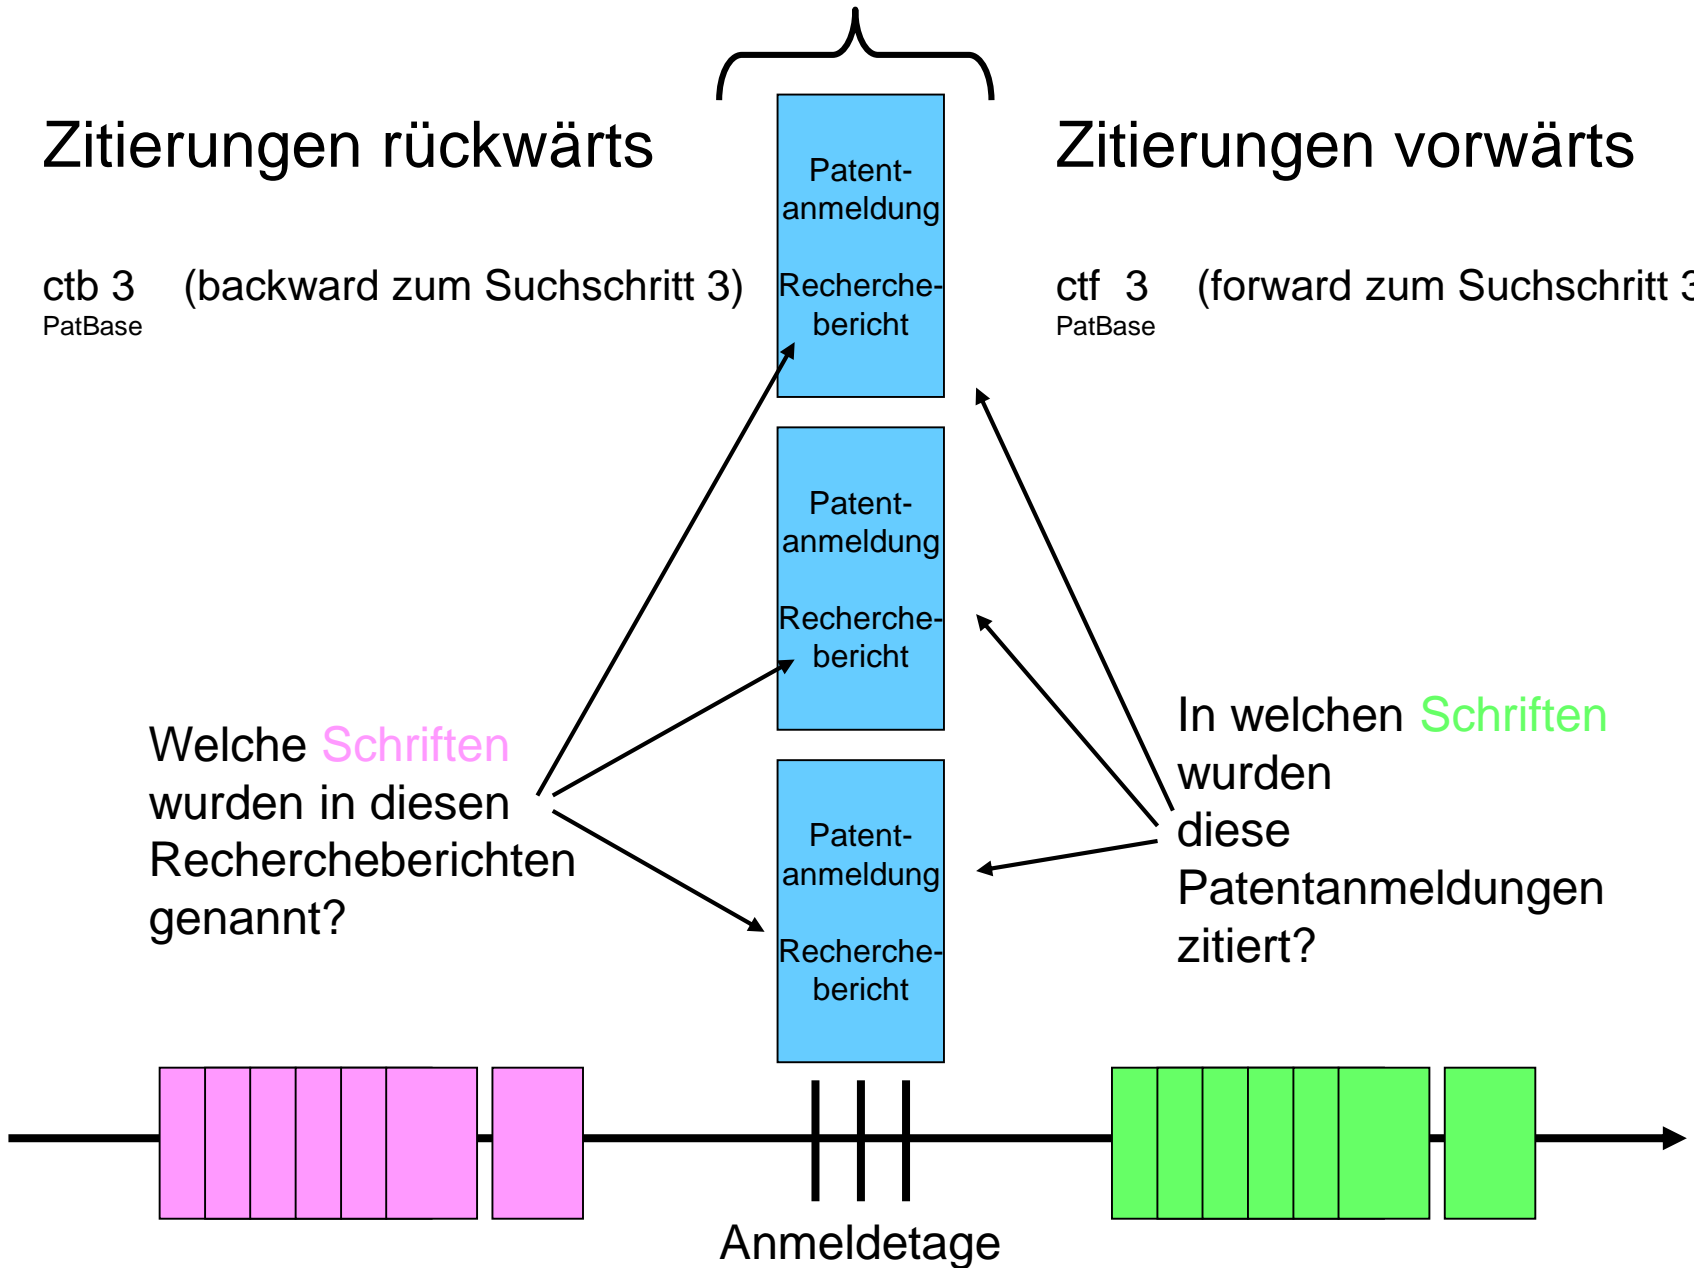 Zitierungen rückwärts
ctb 3 (backward zum Suchschritt 3)
PatBase
Patent-
anmeldung
Recherche-
bericht
Zitierungen vorwärts
ctf 3 (forward zum Suchschritt 3
PatBase
Patent-
anmeldung
Recherche-
bericht
Welche Schriften
wurden in diesen
Rechercheberichten
genannt?
Patent-
anmeldung
Recherche-
bericht
In welchen Schriften
wurden
diese
Patentanmeldungen
zitiert?
Anmeldetage